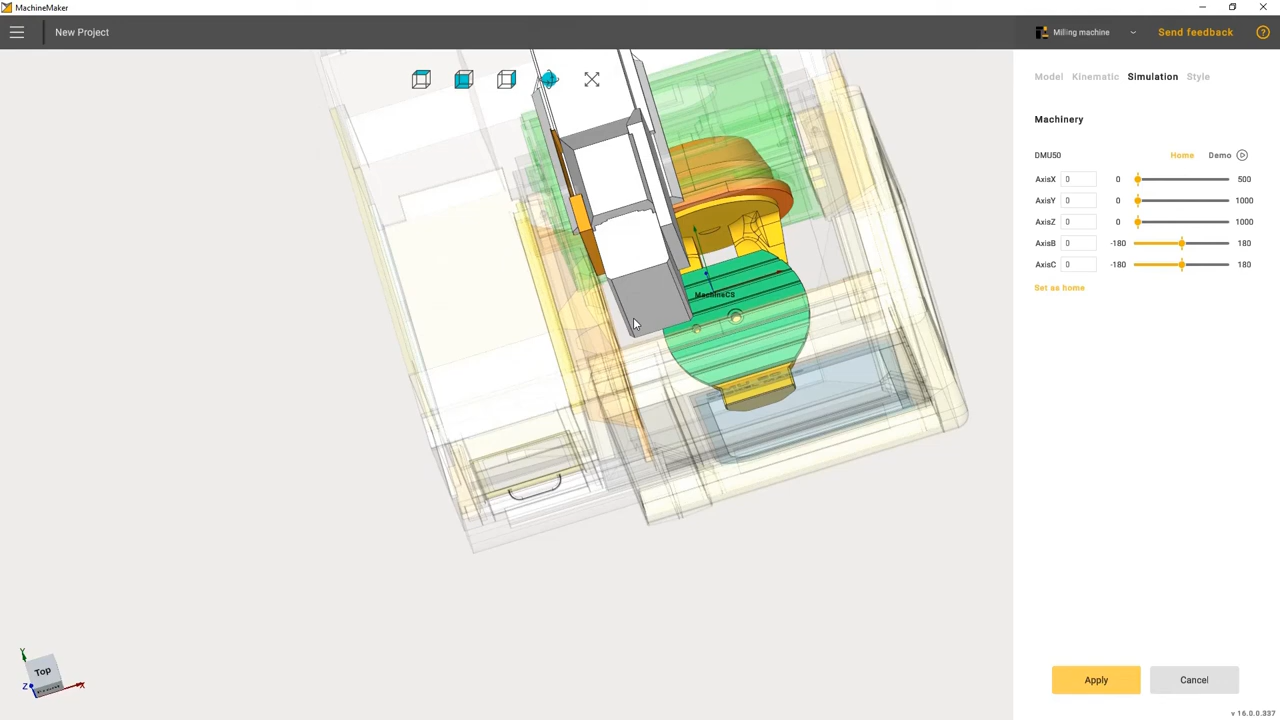 MachineMaker
New Project
Milling machine
Send feedback
?
Model Kinematic Simulation Style
Machinery
DMU50 Home Demo
AxisX 0 0 500
AxisY 0 0 1000
AxisZ 0 0 1000
AxisB 0 -180 180
AxisC 0 -180 180
Set as home
MachineCS
Y
Top
Z
X
Apply Cancel
v 16.0.0.337